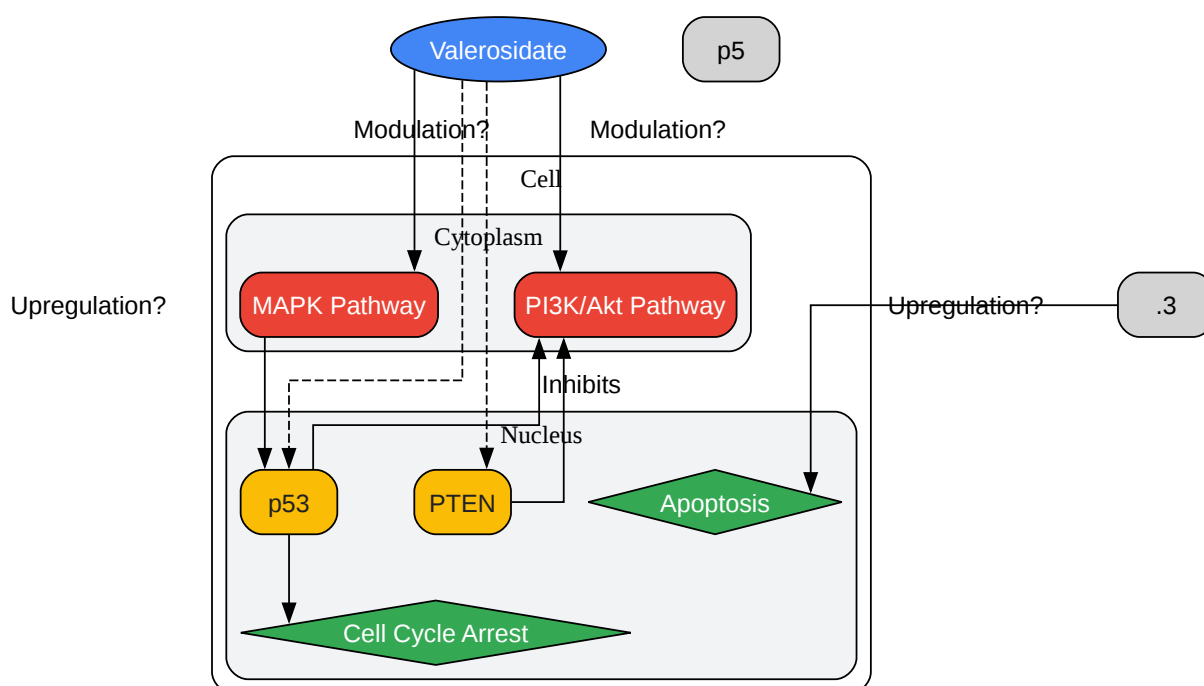 Valerosidate
p5
Modulation?
Modulation?
Cell
Cytoplasm
MAPK Pathway
PI3K/Akt Pathway
Upregulation?
Upregulation?
.3
Inhibits
Nucleus
p53
PTEN
Apoptosis
Cell Cycle Arrest